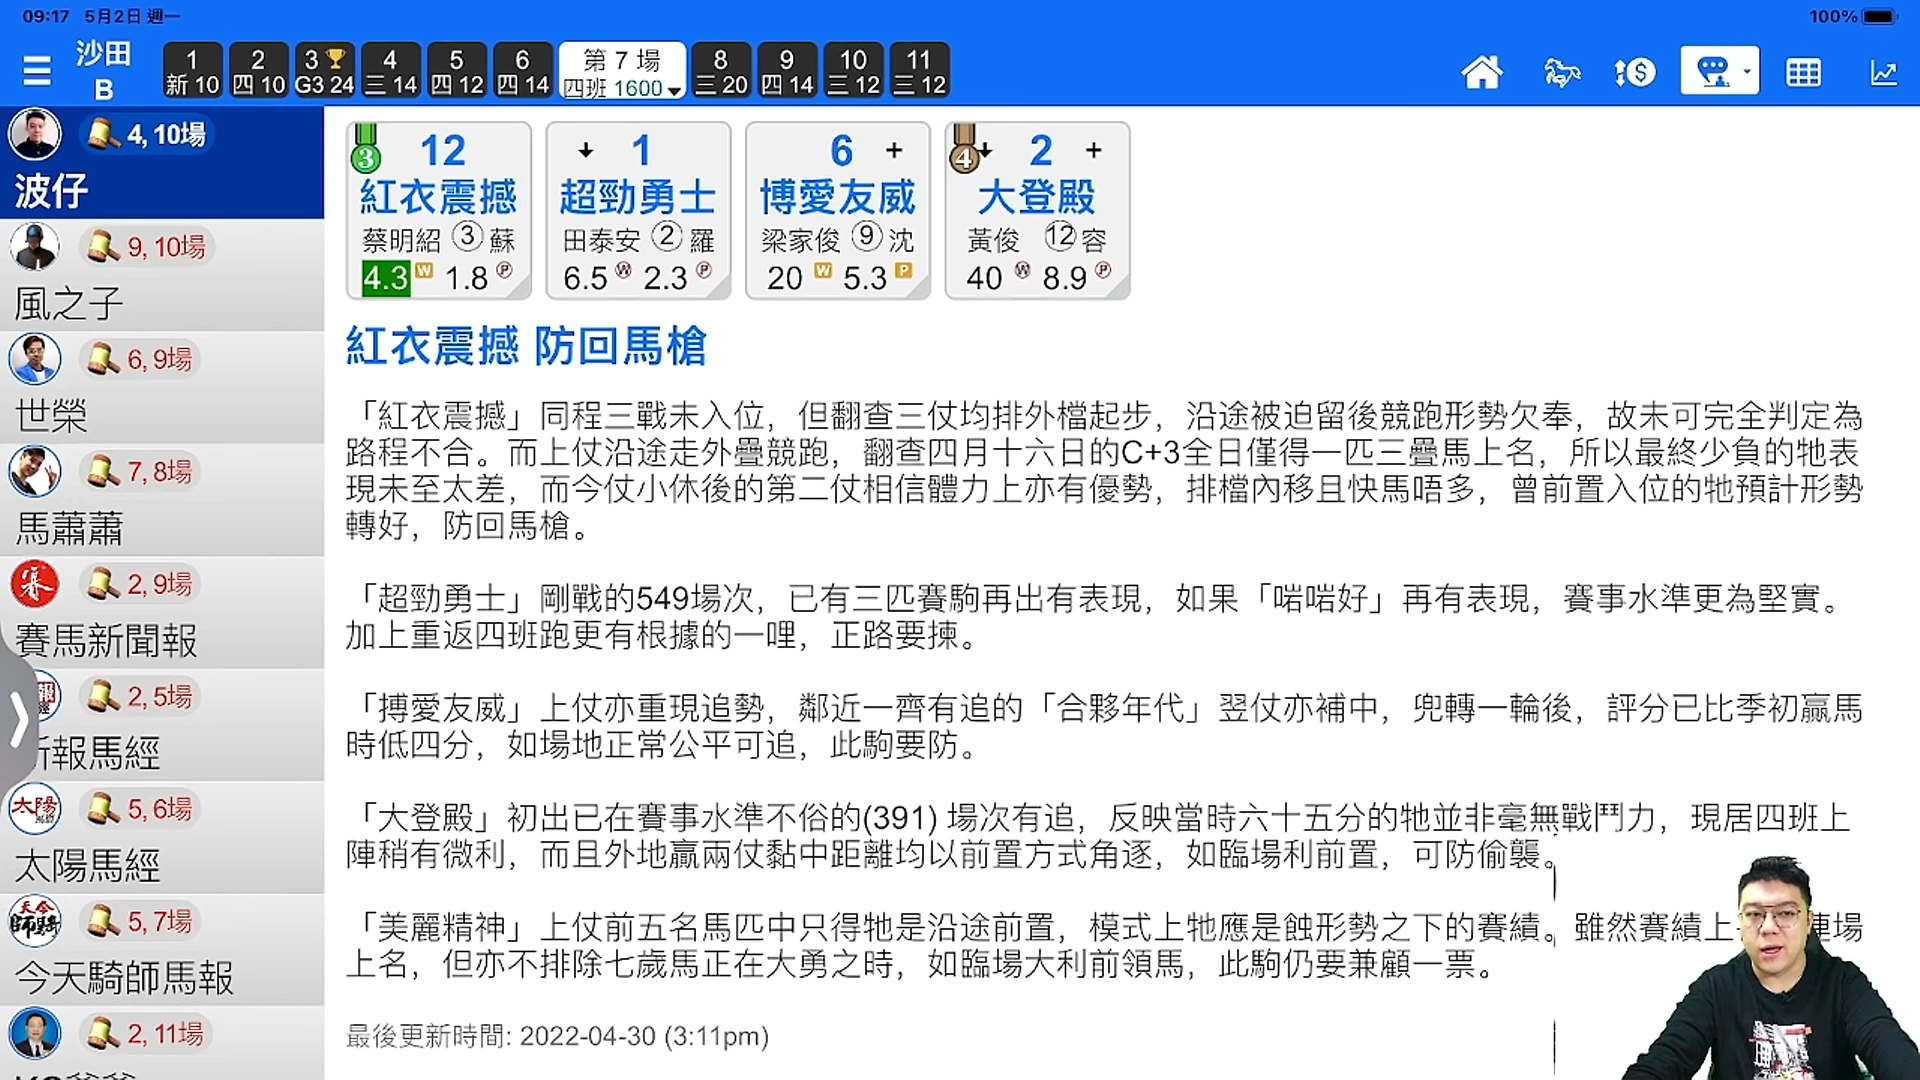 09:17 5月2日 週一
100%
沙田
B
1
新 10
2
四 10
3
G3 24
4
三 14
5
四 12
6
四 14
第 7 場
四班 1600
8
三 20
9
四 14
10
三 12
11
三 12
4, 10場
波仔
9, 10場
風之子
6, 9場
世榮
7, 8場
馬蕭蕭
2, 9場
賽馬新聞報
2, 5場
報馬經
太陽
5, 6場
太陽馬經
5, 7場
今天騎師馬報
2, 11場
3 12
紅衣震撼
蔡明紹 3 蘇
4.3 W 1.8 P
1
超勁勇士
田泰安 2 羅
6.5 W 2.3 P
6 +
博愛友威
梁家俊 9 沈
20 W 5.3 P
4 2 +
大登殿
黃俊 12 容
40 W 8.9 P
紅衣震撼 防回馬槍
「紅衣震撼」同程三戰未入位，但翻查三仗均排外檔起步，沿途被迫留後競跑形勢欠奉，故未可完全判定為
路程不合。而上仗沿途走外疊競跑，翻查四月十六日的C+3全日僅得一匹三疊馬上名，所以最終少負的牠表
現未至太差，而今仗小休後的第二仗相信體力上亦有優勢，排檔內移且快馬唔多，曾前置入位的牠預計形勢
轉好，防回馬槍。
「超勁勇士」剛戰的549場次，已有三匹賽駒再出有表現，如果「啱啱好」再有表現，賽事水準更為堅實。
加上重返四班跑更有根據的一哩，正路要揀。
「搏愛友威」上仗亦重現追勢，鄰近一齊有追的「合夥年代」翌仗亦補中，兜轉一輪後，評分已比季初贏馬
時低四分，如場地正常公平可追，此駒要防。
「大登殿」初出已在賽事水準不俗的(391) 場次有追，反映當時六十五分的牠並非毫無戰鬥力，現居四班上
陣稍有微利，而且外地贏兩仗黏中距離均以前置方式角逐，如臨場利前置，可防偷襲。
「美麗精神」上仗前五名馬匹中只得牠是沿途前置，模式上牠應是蝕形勢之下的賽績。雖然賽績上 連場
上名，但亦不排除七歲馬正在大勇之時，如臨場大利前領馬，此駒仍要兼顧一票。
最後更新時間: 2022-04-30 (3:11pm)